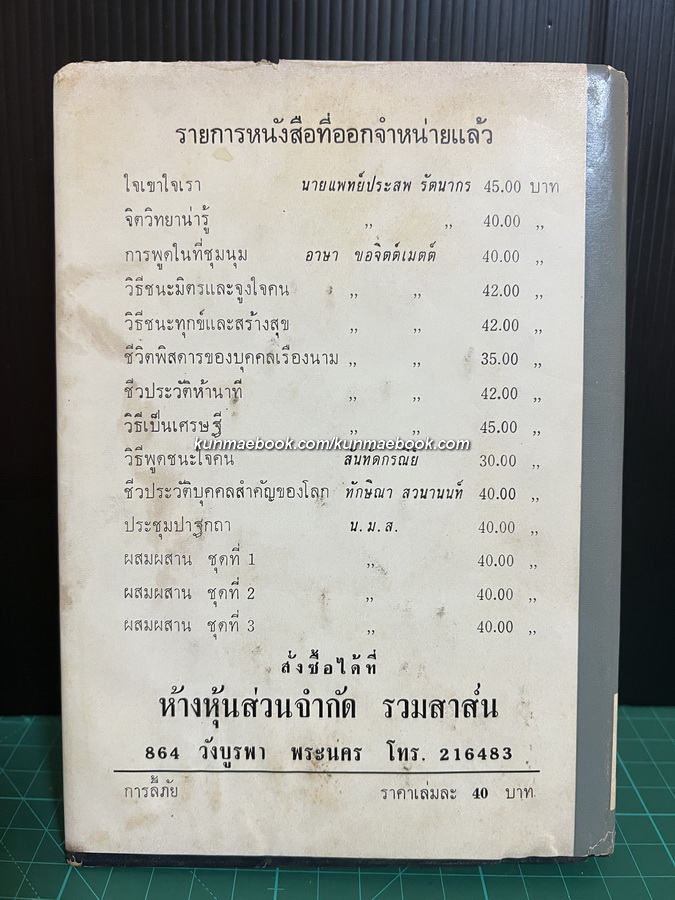 รายการหนังสือที่ออกจำหน่ายแล้ว
ใจเขาใจเรา นายแพทย์ประสพ รัตนากร 45.00 บาท
จิตวิทยาน่ารู้ ,, ,, 40.00 ,,
การพูดในที่ชุมนุม อาษา ขอจิตต์เมตต์ 40.00 ,,
วิธีชนะมิตรและจูงใจคน ,, ,, 42.00 ,,
วิธีชนะทุกข์และสร้างสุข ,, ,, 42.00 ,,
ชีวิตพิสดารของบุคคลเรืองนาม ,, ,, 35.00 ,,
ชีวประวัติห้านาที ,, ,, 42.00 ,,
วิธีเป็นเศรษฐี ,, ,, 45.00 ,,
kunmaebook.com/kunmaebook.com
วิธีพูดชนะใจคน สันทัดกรณีย์ 30.00 ,,
ชีวประวัติบุคคลสำคัญของโลก ทักษิณา สวนานนท์ 40.00 ,,
ประชุมปาฐกถา น.ม.ส. 40.00 ,,
ผสมผสาน ชุดที่ 1 ,, 40.00 ,,
ผสมผสาน ชุดที่ 2 ,, 40.00 ,,
ผสมผสาน ชุดที่ 3 ,, 40.00 ,,
สั่งซื้อได้ที่
ห้างหุ้นส่วนจำกัด รวมสาส์น
864 วังบูรพา พระนคร โทร. 216483
การลี้ภัย ราคาเล่มละ 40 บาท